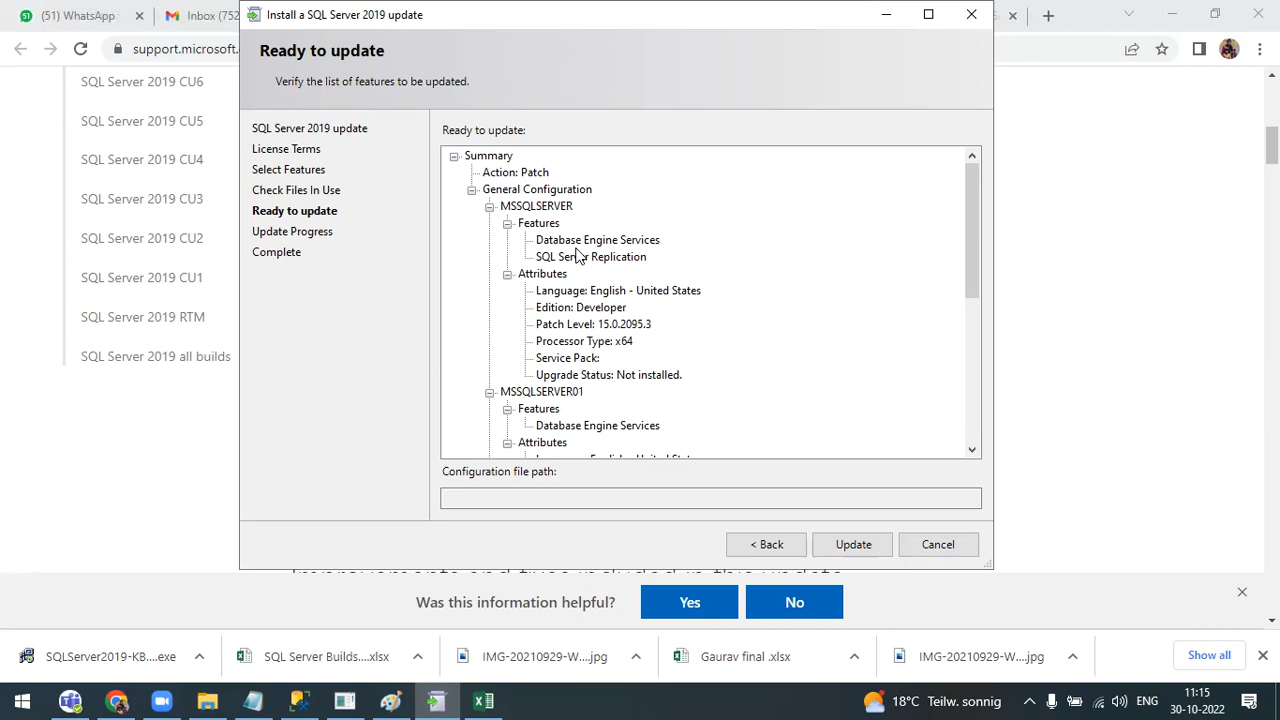 (51) WhatsApp
Inbox (752
Install a SQL Server 2019 update
support.microsoft.
Ready to update
Verify the list of features to be updated.
SQL Server 2019 CU6
SQL Server 2019 CU5
SQL Server 2019 CU4
SQL Server 2019 CU3
SQL Server 2019 CU2
SQL Server 2019 CU1
SQL Server 2019 RTM
SQL Server 2019 all builds
SQL Server 2019 update
License Terms
Select Features
Check Files In Use
Ready to update
Update Progress
Complete
Ready to update:
Summary
Action: Patch
General Configuration
MSSQLSERVER
Features
Database Engine Services
SQL Server Replication
Attributes
Language: English - United States
Edition: Developer
Patch Level: 15.0.2095.3
Processor Type: x64
Service Pack:
Upgrade Status: Not installed.
MSSQLSERVER01
Features
Database Engine Services
Attributes
Configuration file path:
< Back
Update
Cancel
Was this information helpful?
Yes
No
SQLServer2019-KB....exe
SQL Server Builds...xlsx
IMG-20210929-W....jpg
Gaurav final .xlsx
IMG-20210929-W....jpg
Show all
18°C Teilw. sonnig
ENG
11:15
30-10-2022